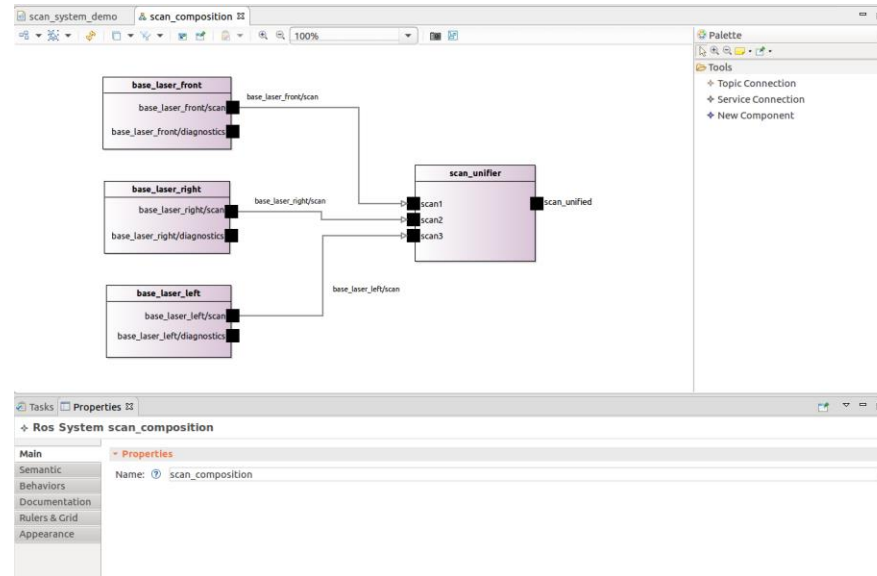 scan_system_demo scan_composition
100%
Palette
Tools
Topic Connection
Service Connection
New Component
base_laser_front
base_laser_front/scan
base_laser_front/diagnostics
base_laser_front/scan
base_laser_right
base_laser_right/scan
base_laser_right/diagnostics
base_laser_right/scan
base_laser_left
base_laser_left/scan
base_laser_left/diagnostics
base_laser_left/scan
scan_unifier
scan1
scan2
scan3
scan_unified
Tasks Properties
Ros System scan_composition
Main
Semantic
Behaviors
Documentation
Rulers & Grid
Appearance
Properties
Name: scan_composition